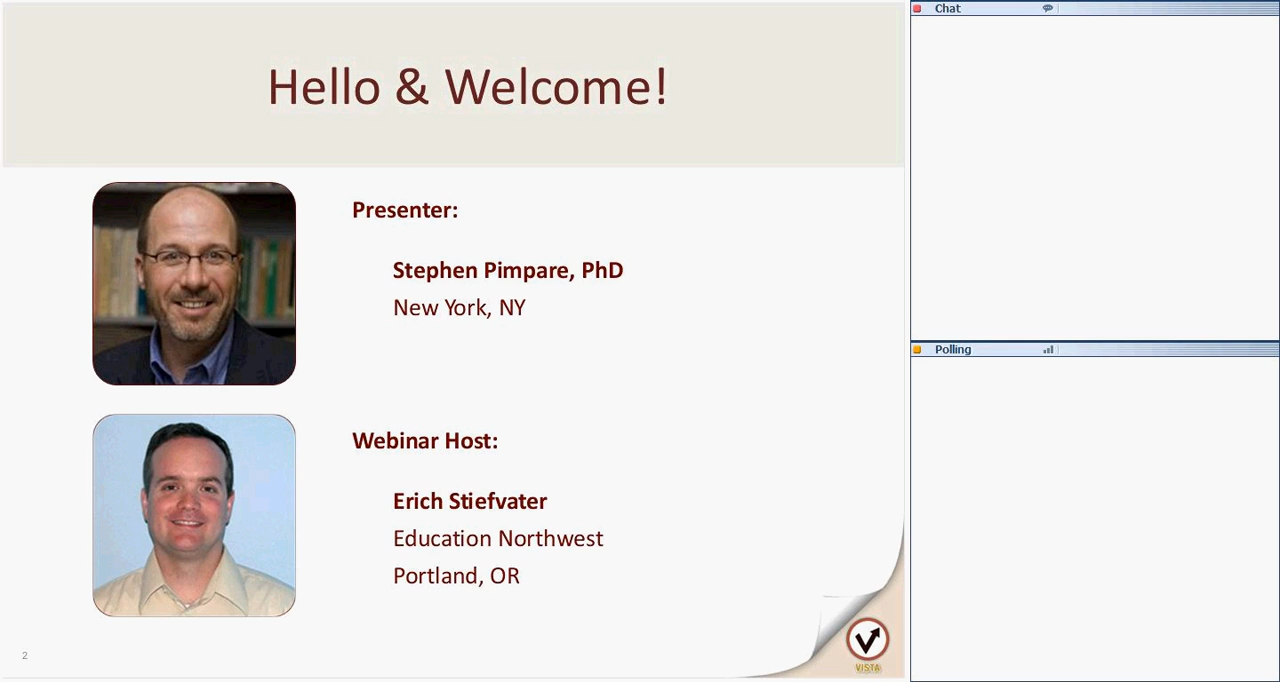 Hello & Welcome!
Presenter:
Stephen Pimpare, PhD
New York, NY
Webinar Host:
Erich Stiefvater
Education Northwest
Portland, OR
2
VISTA
Chat
Polling